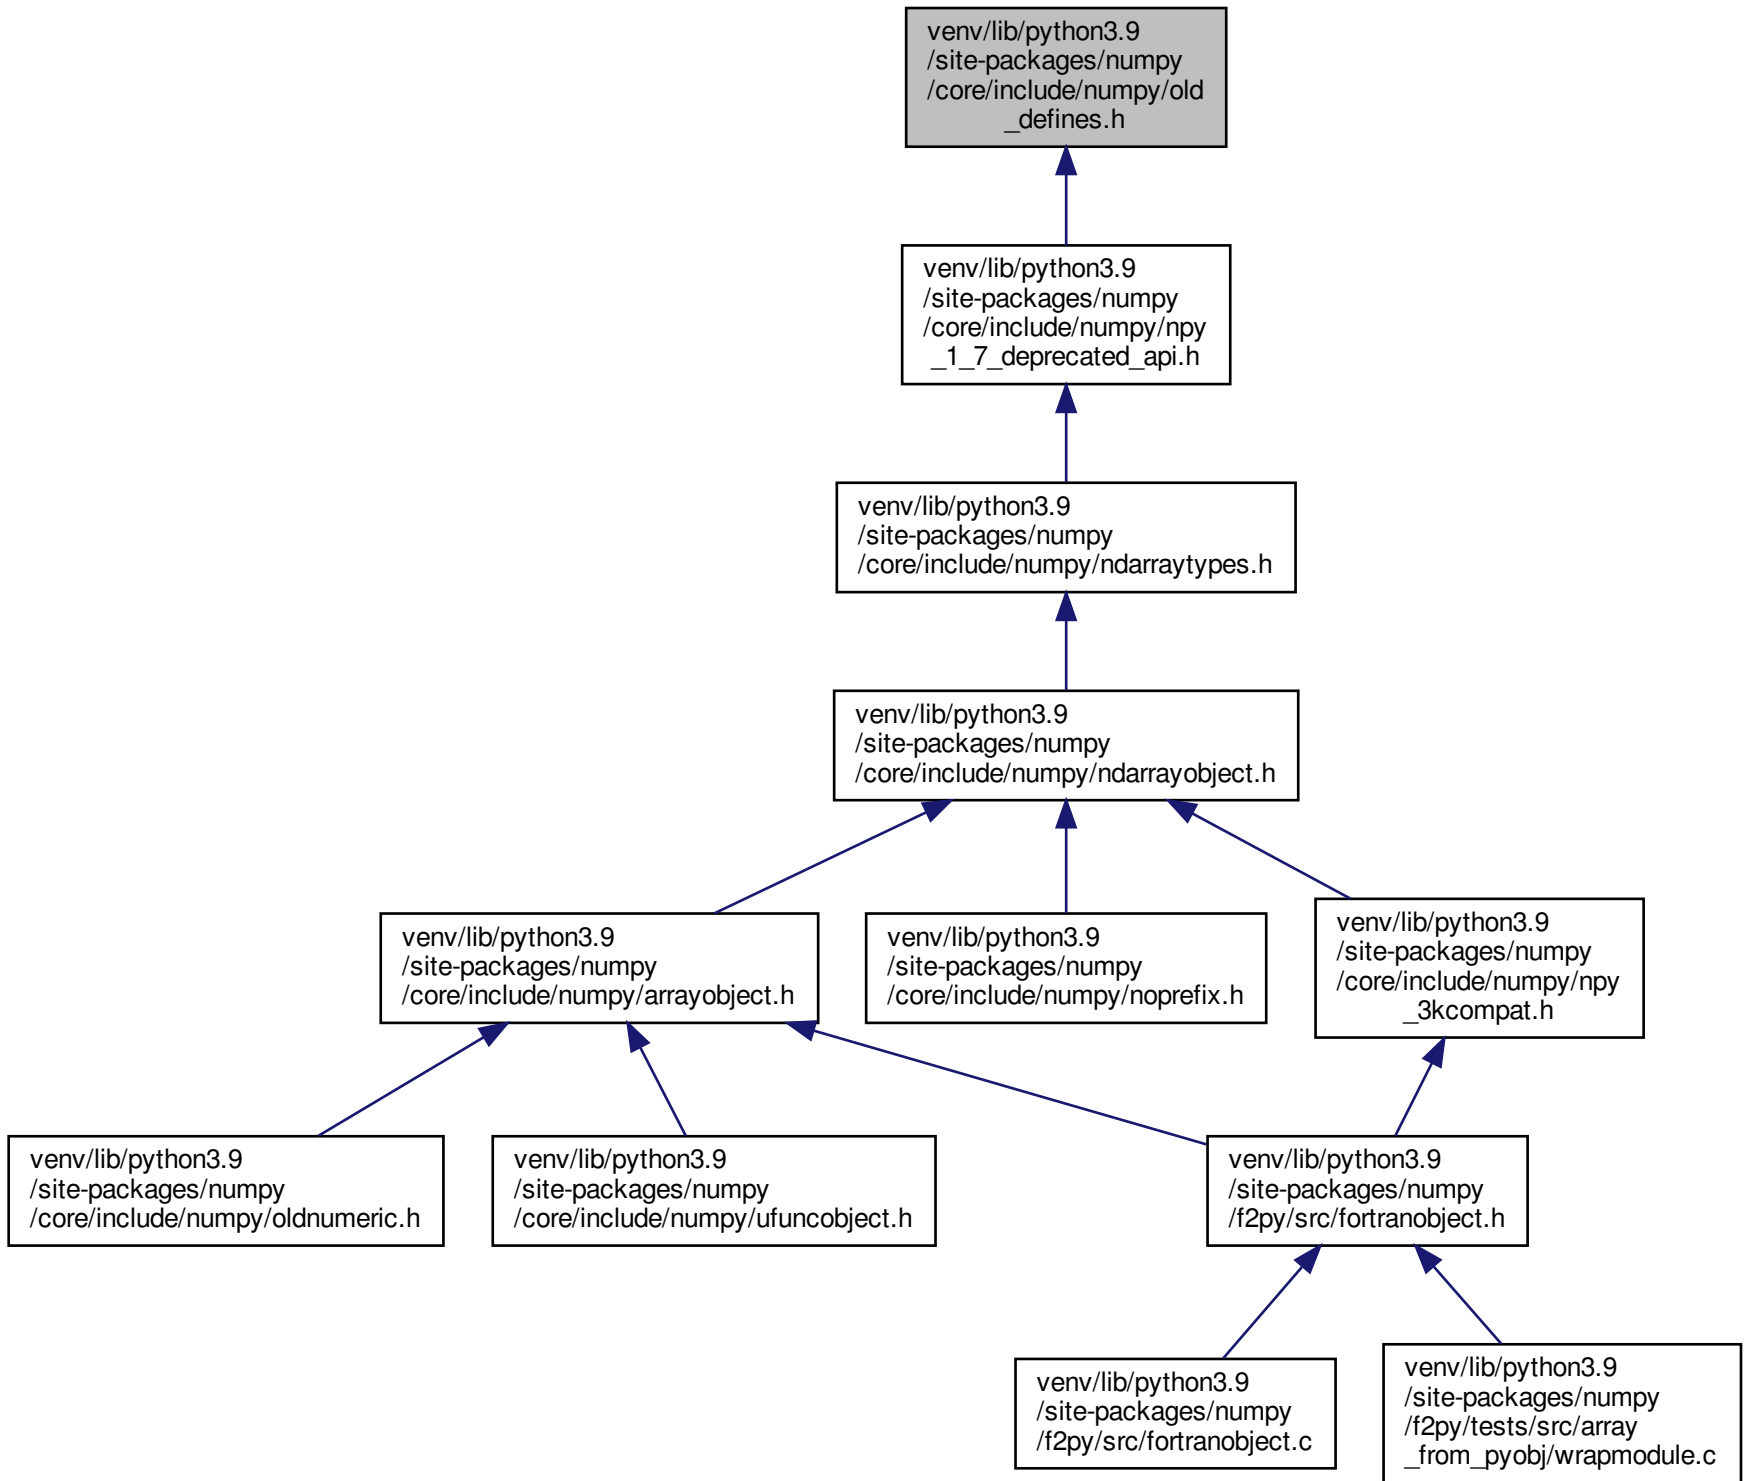 venv/lib/python3.9
/site-packages/numpy
/core/include/numpy/old
_defines.h
venv/lib/python3.9
/site-packages/numpy
/core/include/numpy/npy
_1_7_deprecated_api.h
venv/lib/python3.9
/site-packages/numpy
/core/include/numpy/ndarraytypes.h
venv/lib/python3.9
/site-packages/numpy
/core/include/numpy/ndarrayobject.h
venv/lib/python3.9
/site-packages/numpy
/core/include/numpy/arrayobject.h
venv/lib/python3.9
/site-packages/numpy
/core/include/numpy/noprefix.h
venv/lib/python3.9
/site-packages/numpy
/core/include/numpy/npy
_3kcompat.h
venv/lib/python3.9
/site-packages/numpy
/core/include/numpy/oldnumeric.h
venv/lib/python3.9
/site-packages/numpy
/core/include/numpy/ufuncobject.h
venv/lib/python3.9
/site-packages/numpy
/f2py/src/fortranobject.h
venv/lib/python3.9
/site-packages/numpy
/f2py/src/fortranobject.c
venv/lib/python3.9
/site-packages/numpy
/f2py/tests/src/array
_from_pyobj/wrapmodule.c